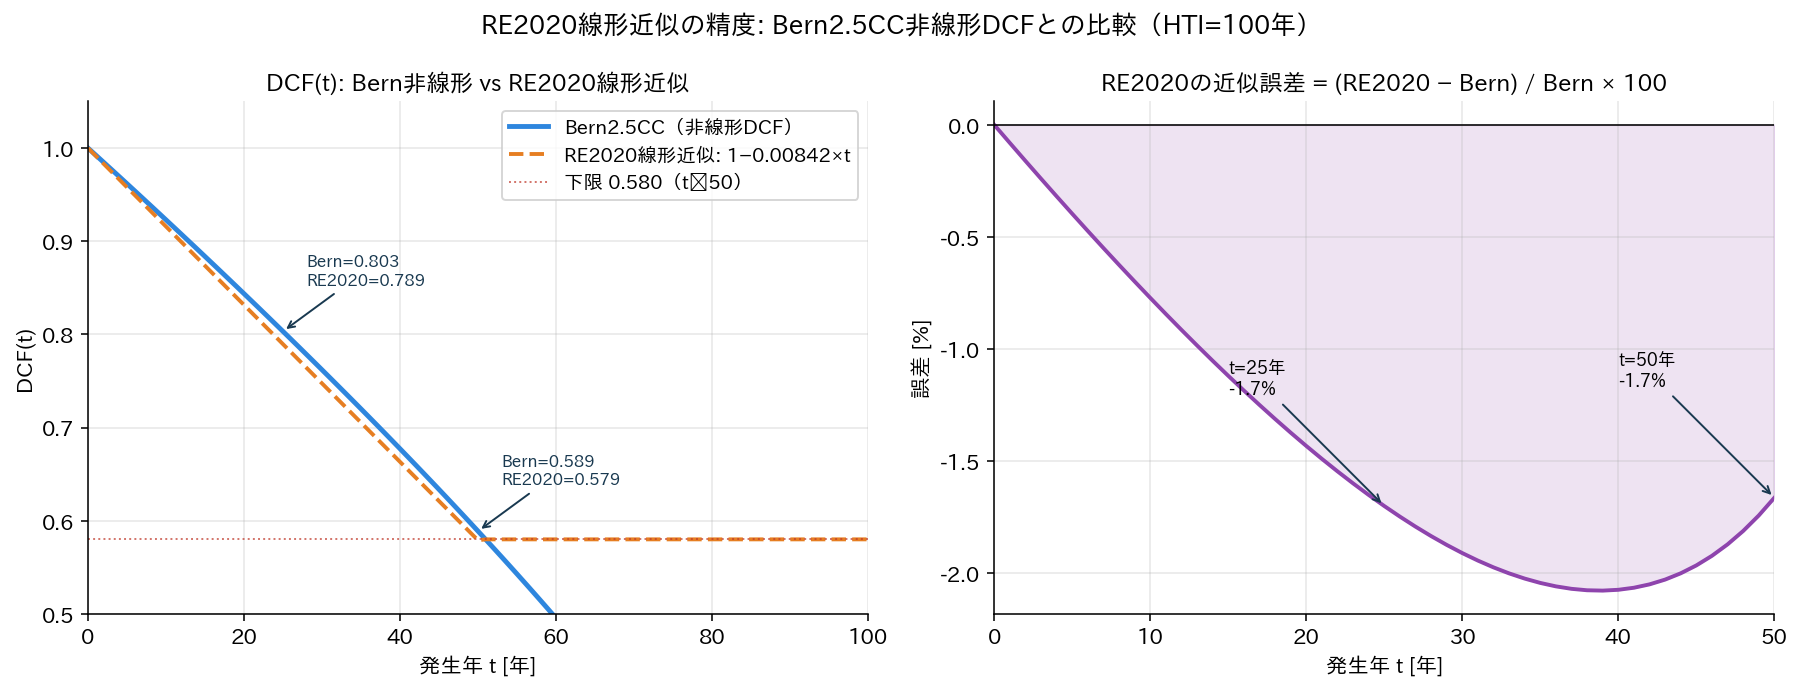 RE2020線形近似の精度: Bern2.5CC非線形DCFとの比較（HTI=100年）
DCF(t): Bern非線形 vs RE2020線形近似
1.0
0.9
0.8
0.7
0.6
0.5
DCF(t)
Bern2.5CC（非線形DCF）
RE2020線形近似: 1−0.00842×t
下限 0.580（t□50）
Bern=0.803
RE2020=0.789
Bern=0.589
RE2020=0.579
0 20 40 60 80 100
発生年 t [年]
RE2020の近似誤差 = (RE2020 − Bern) / Bern × 100
0.0
-0.5
-1.0
-1.5
-2.0
誤差 [%]
t=25年
-1.7%
t=50年
-1.7%
0 10 20 30 40 50
発生年 t [年]